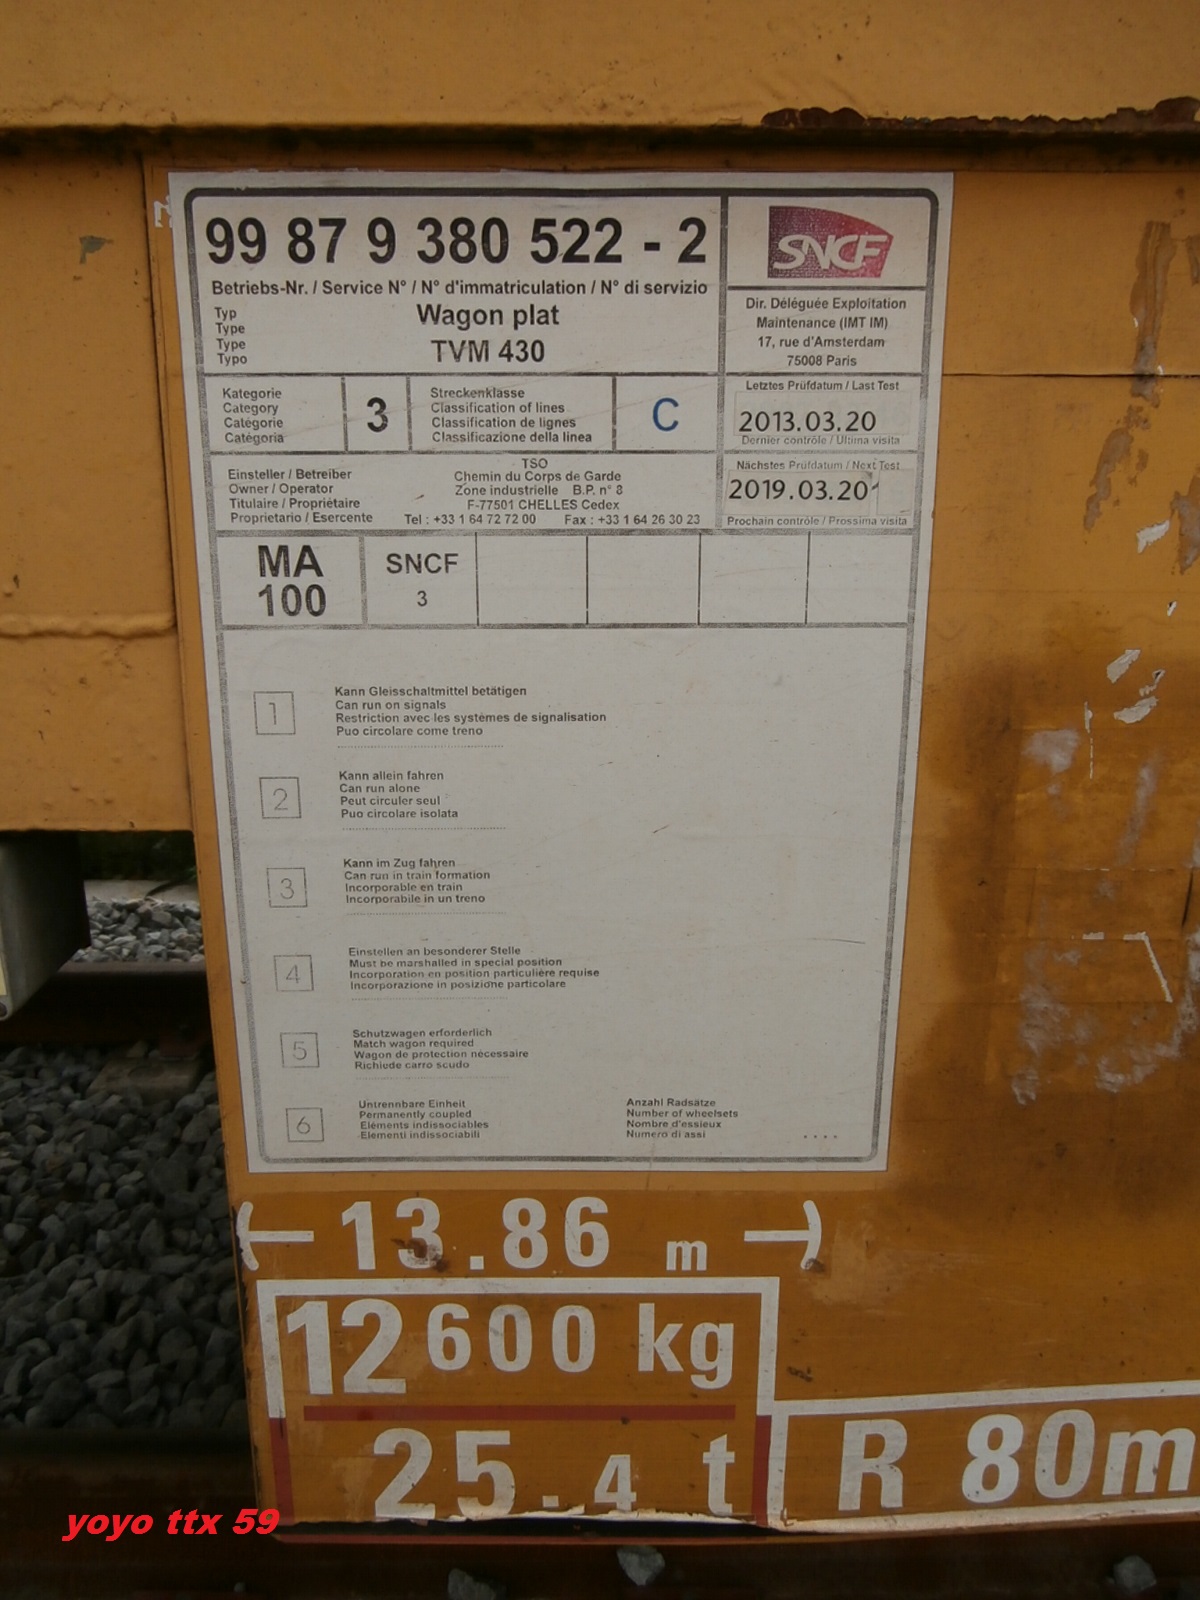 99 87 9 380 522 - 2
Betriebs-Nr. / Service N° / N° d'immatriculation / N° di servizio
Typ
Type
Type
Typo
Wagon plat
TVM 430
SNCF
Dir. Déléguée Exploitation
Maintenance (IMT IM)
17, rue d'Amsterdam
75008 Paris
Kategorie
Category
Catégorie
Catégoria
3
Streckenklasse
Classification of lines
Classification de lignes
Classificazione della linea
C
Letztes Prüfdatum / Last Test
2013.03.20
Dernier contrôle / Ultima visita
Einsteller / Betreiber
Owner / Operator
Titulaire / Propriétaire
Proprietario / Esercente
TSO
Chemin du Corps de Garde
Zone industrielle B.P. n° 8
F-77501 CHELLES Cedex
Tel : +33 1 64 72 72 00 Fax : +33 1 64 26 30 23
Nächstes Prüfdatum / Next Test
2019.03.20
Prochain contrôle / Prossima visita
MA
100
SNCF
3
1
Kann Gleisschaltmittel betätigen
Can run on signals
Restriction avec les systèmes de signalisation
Puo circolare come treno
2
Kann allein fahren
Can run alone
Peut circuler seul
Puo circolare isolata
3
Kann im Zug fahren
Can run in train formation
Incorporable en train
Incorporabile in un treno
4
Einstellen an besonderer Stelle
Must be marshalled in special position
Incorporation en position particulière requise
Incorporazione in posizione particolare
5
Schutzwagen erforderlich
Match wagon required
Wagon de protection nécessaire
Richiede carro scudo
6
Untrennbare Einheit
Permanently coupled
Eléments indissociables
Elementi indissociabili
Anzahl Radsätze
Number of wheelsets
Nombre d'essieux
Numero di assi
....
13.86 m
12600 kg
25.4 t
R 80m
yoyo ttx 59